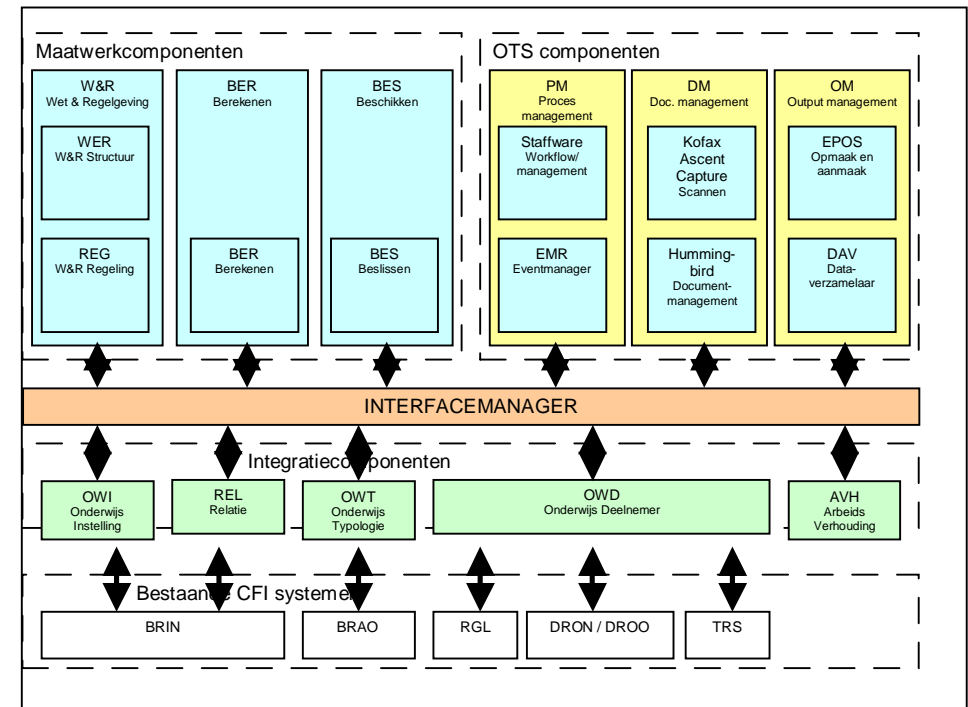 Maatwerkcomponenten
W&R
Wet & Regelgeving
WER
W&R Structuur
REG
W&R Regeling
BER
Berekenen
BER
Berekenen
BES
Beschikken
BES
Beslissen
OTS componenten
PM
Proces
management
Staffware
Workflow/
management
EMR
Eventmanager
DM
Doc. management
Kofax
Ascent
Capture
Scannen
Humming-
bird
Document-
management
OM
Output management
EPOS
Opmaak en
aanmaak
DAV
Data-
verzamelaar
INTERFACEMANAGER
Integratiecomponenten
OWI
Onderwijs
Instelling
REL
Relatie
OWT
Onderwijs
Typologie
OWD
Onderwijs Deelnemer
AVH
Arbeids
Verhouding
Bestaande CFI systemen
BRIN
BRAO
RGL
DRON / DROO
TRS